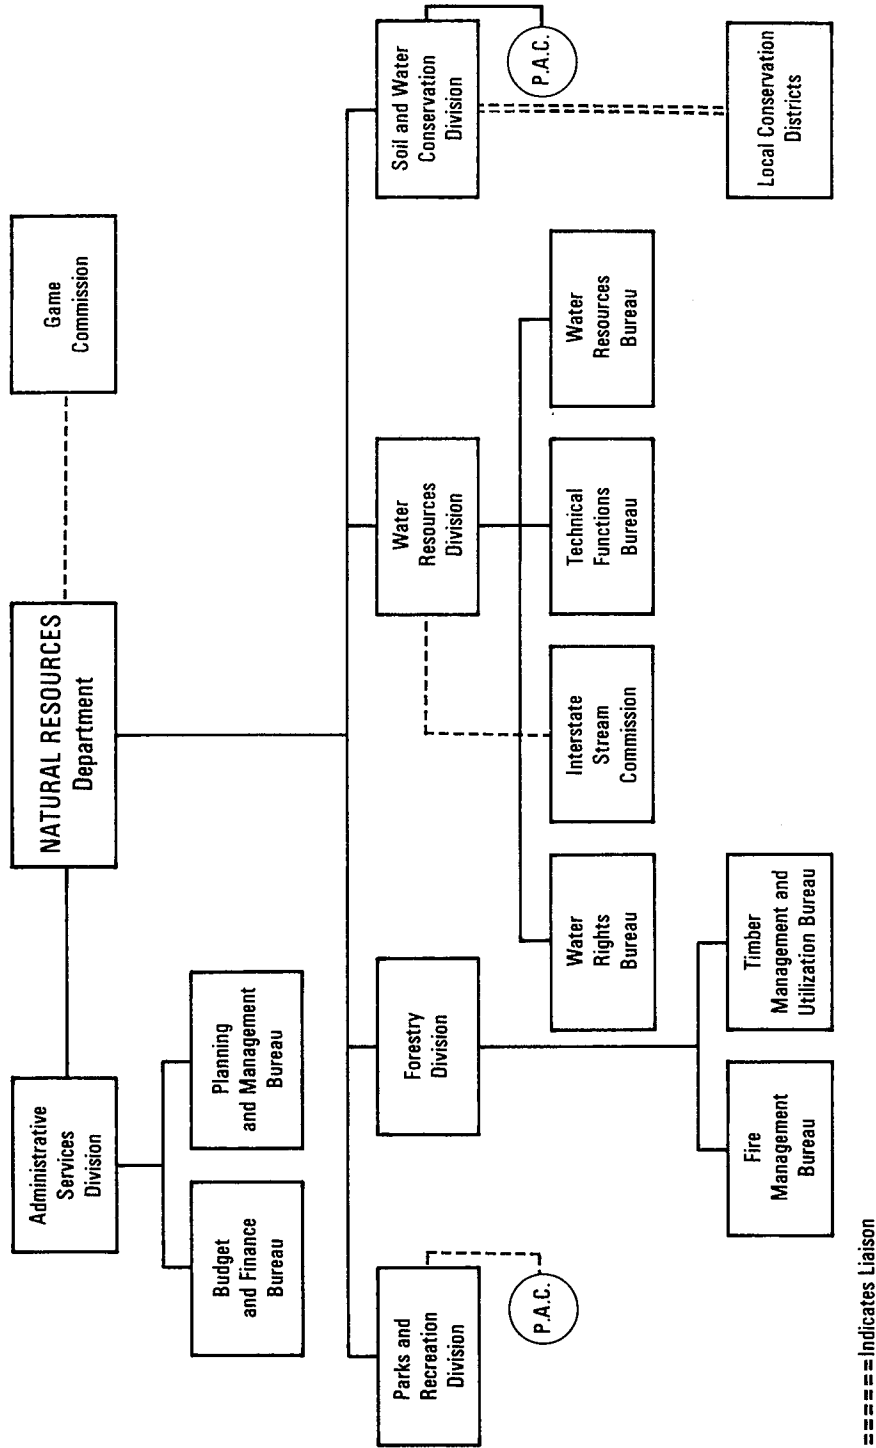 Administrative
Services
Division
NATURAL RESOURCES
Department
Game
Commission
Budget
and Finance
Bureau
Planning
and Management
Bureau
Parks and
Recreation
Division
Forestry
Division
Water
Resources
Division
Soil and Water
Conservation
Division
P.A.C.
P.A.C.
Water
Rights
Bureau
Interstate
Stream
Commission
Technical
Functions
Bureau
Water
Resources
Bureau
Fire
Management
Bureau
Timber
Management and
Utilization Bureau
Local Conservation
Districts
======Indicates Liaison